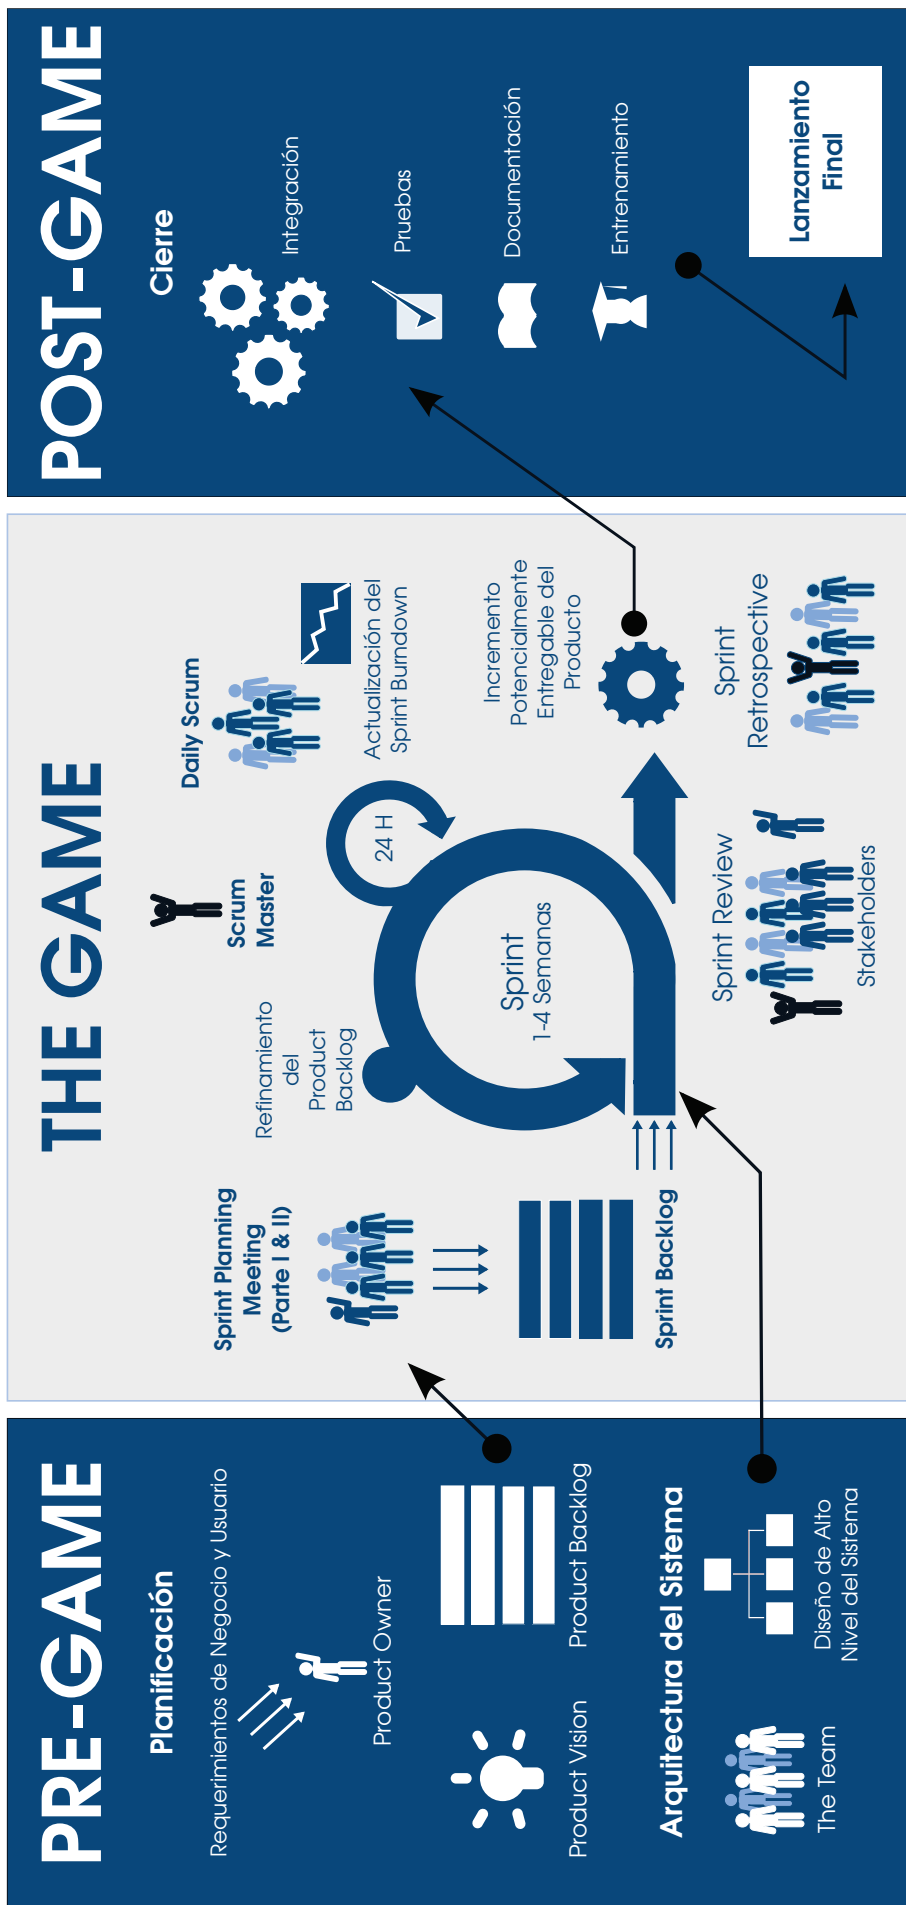 PRE-GAME
Planificación
Requerimientos de Negocio y Usuario
Product Owner
Product Vision
Product Backlog
Arquitectura del Sistema
The Team
Diseño de Alto
Nivel del Sistema
THE GAME
Sprint Planning
Meeting
(Parte I & II)
Sprint Backlog
Refinamiento
del
Product
Backlog
Scrum
Master
Daily Scrum
24 H
Actualización del
Sprint Burndown
Sprint
1-4 Semanas
Incremento
Potencialmente
Entregable del
Producto
Sprint Review
Stakeholders
Sprint
Retrospective
POST-GAME
Cierre
Integración
Pruebas
Documentación
Entrenamiento
Lanzamiento
Final